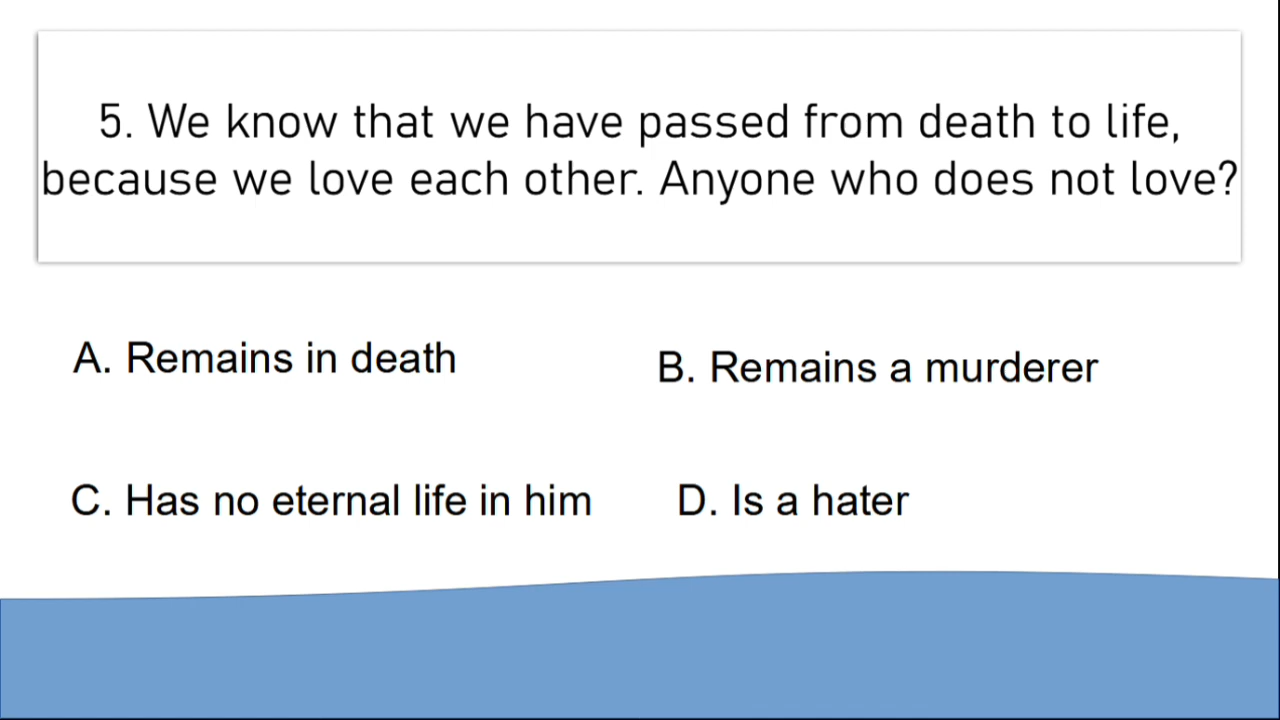 5. We know that we have passed from death to life,
because we love each other. Anyone who does not love?
A. Remains in death
B. Remains a murderer
C. Has no eternal life in him
D. Is a hater